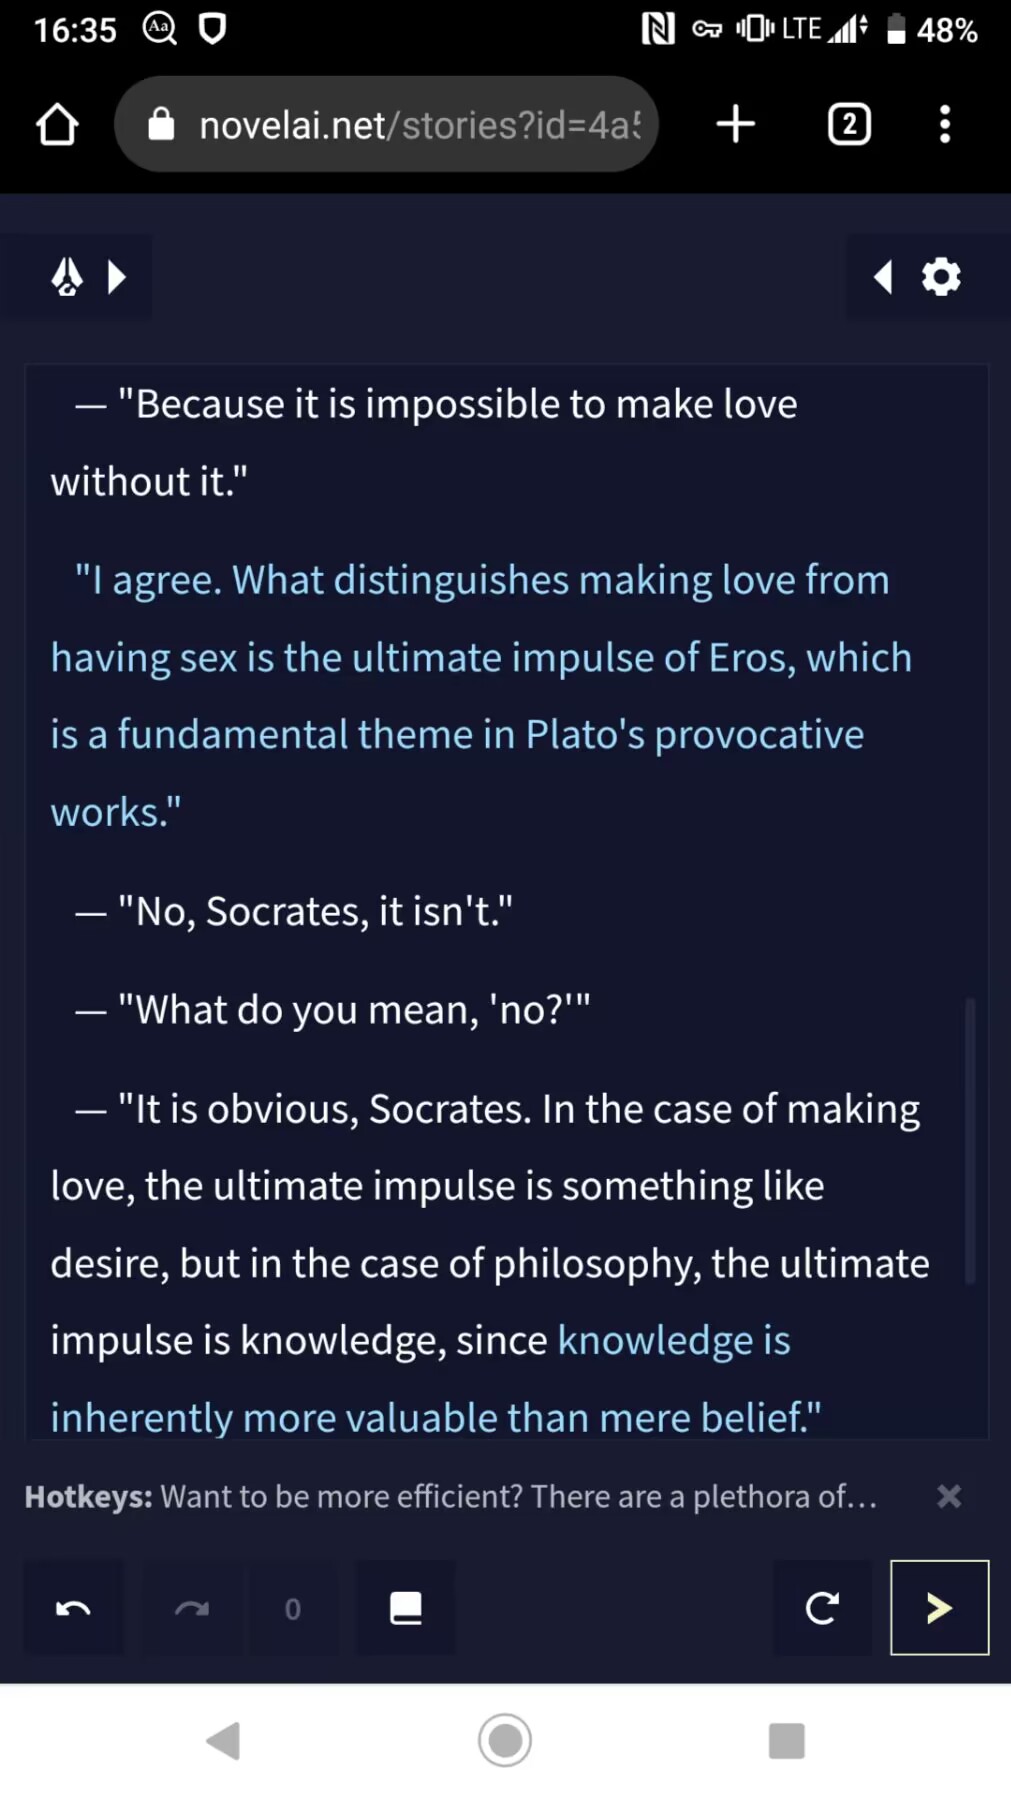 16:35 Aa LTE 48%
novelai.net/stories?id=4a5
2
— "Because it is impossible to make love
without it."
"I agree. What distinguishes making love from
having sex is the ultimate impulse of Eros, which
is a fundamental theme in Plato's provocative
works."
— "No, Socrates, it isn't."
— "What do you mean, 'no?'"
— "It is obvious, Socrates. In the case of making
love, the ultimate impulse is something like
desire, but in the case of philosophy, the ultimate
impulse is knowledge, since knowledge is
inherently more valuable than mere belief."
Hotkeys: Want to be more efficient? There are a plethora of...
0